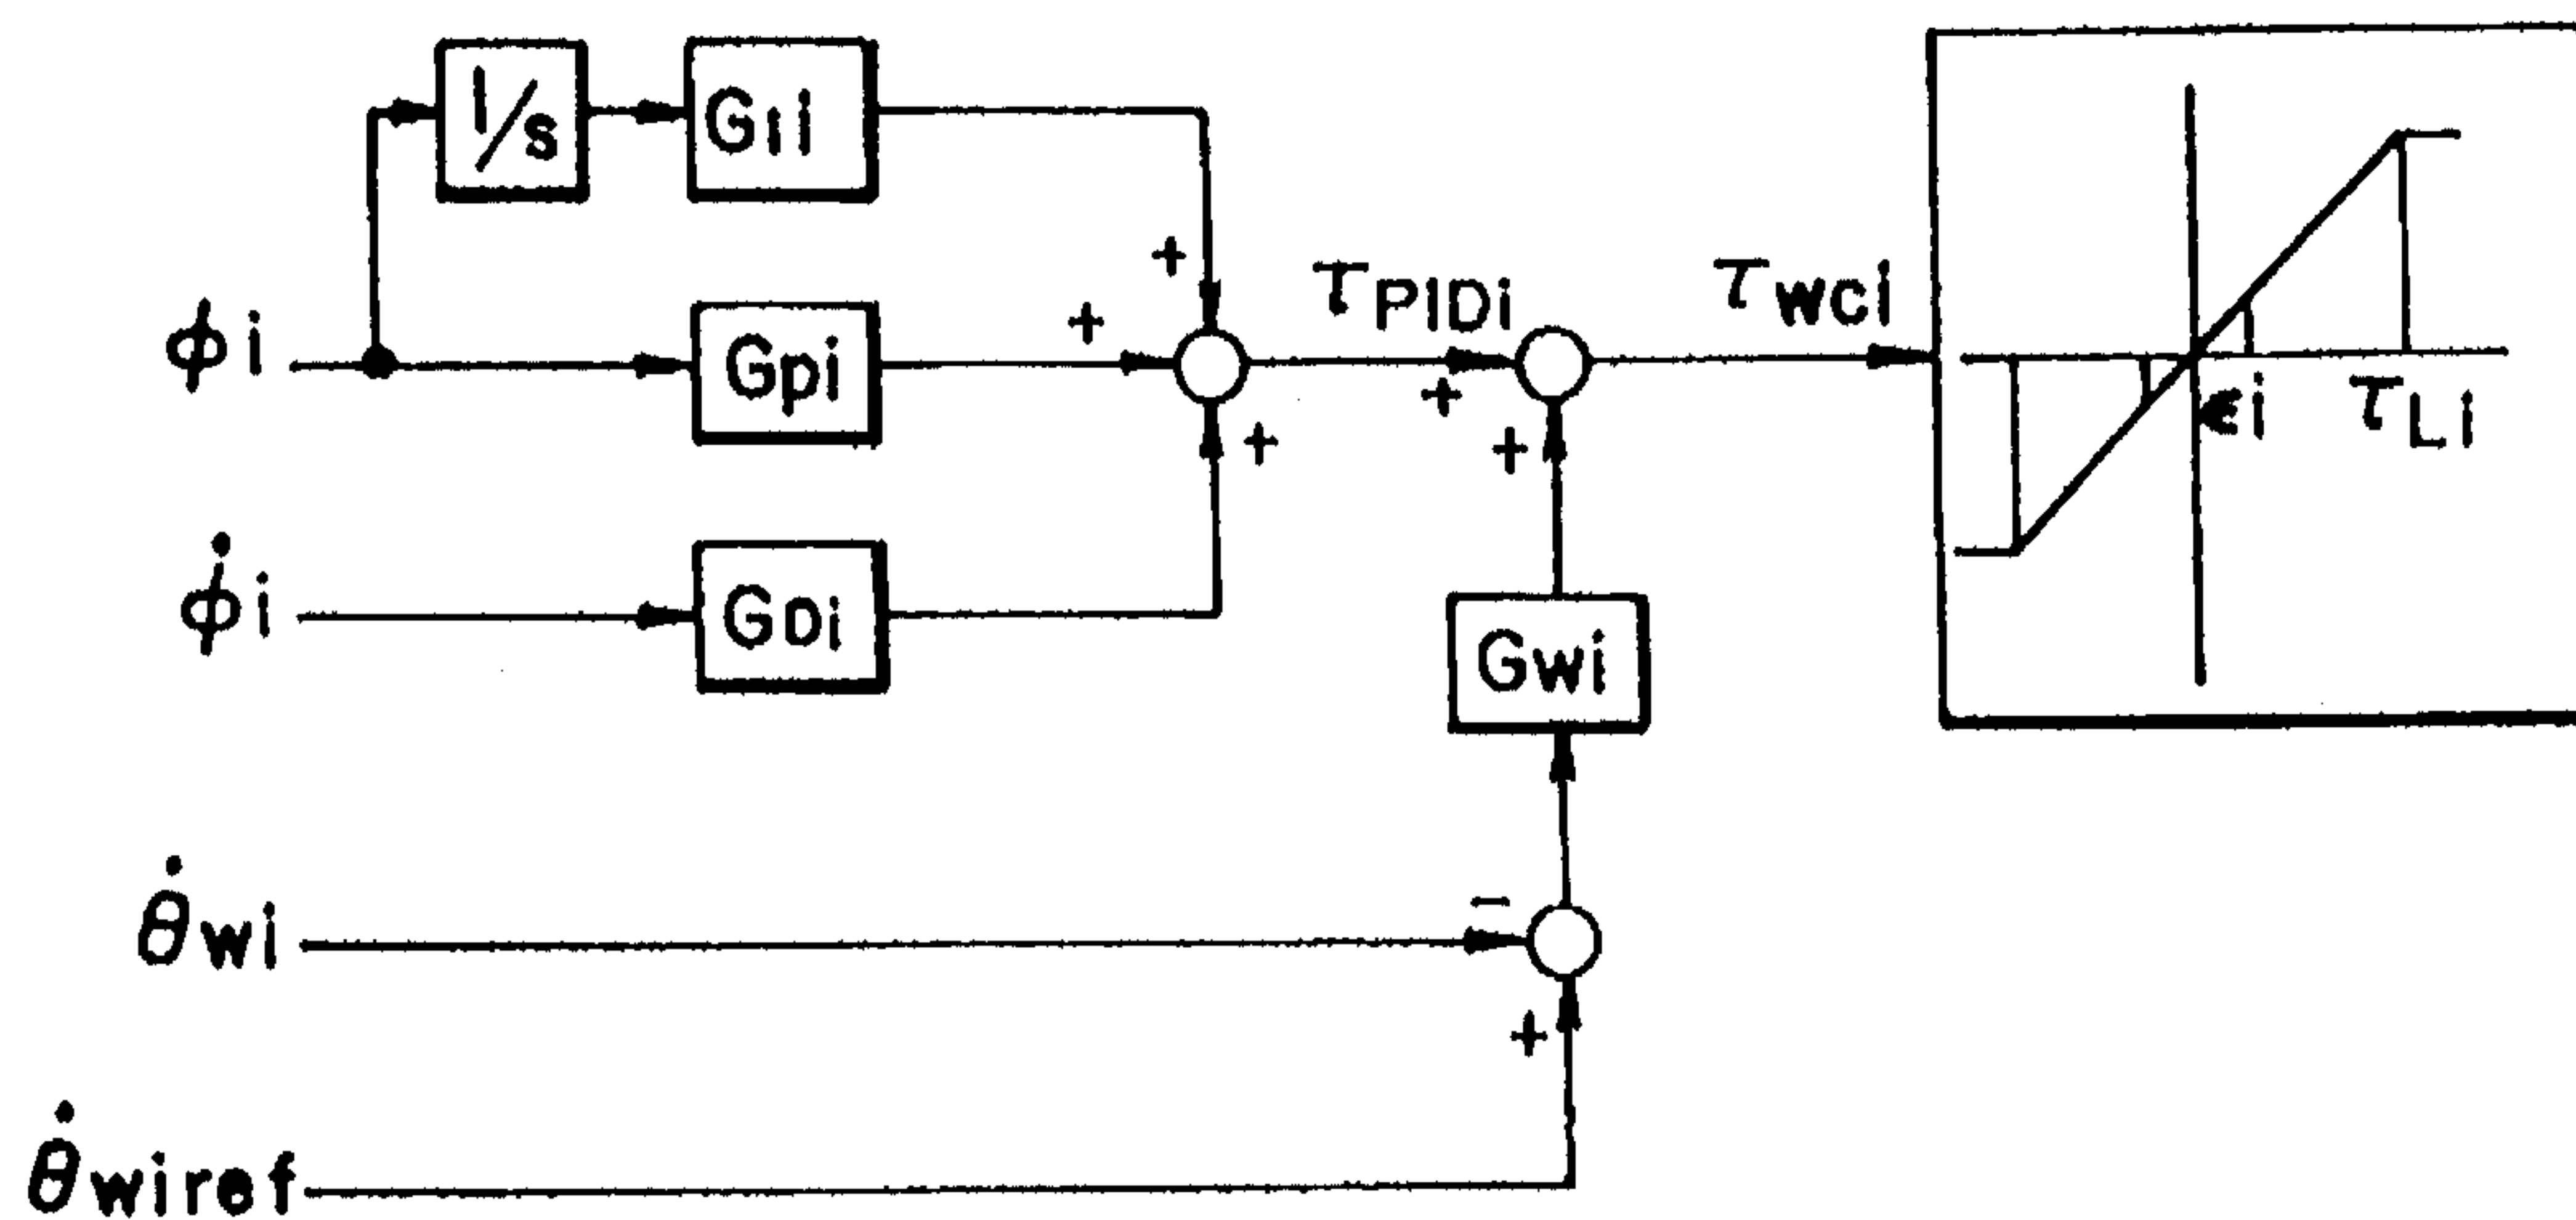 1/s
GIi
+
τPIDi
τwci
ϕi
Gpi
+
+
+
ϵi
τLi
ϕ̇i
GDi
+
Gwi
θ̇wi
−
+
θ̇wiref